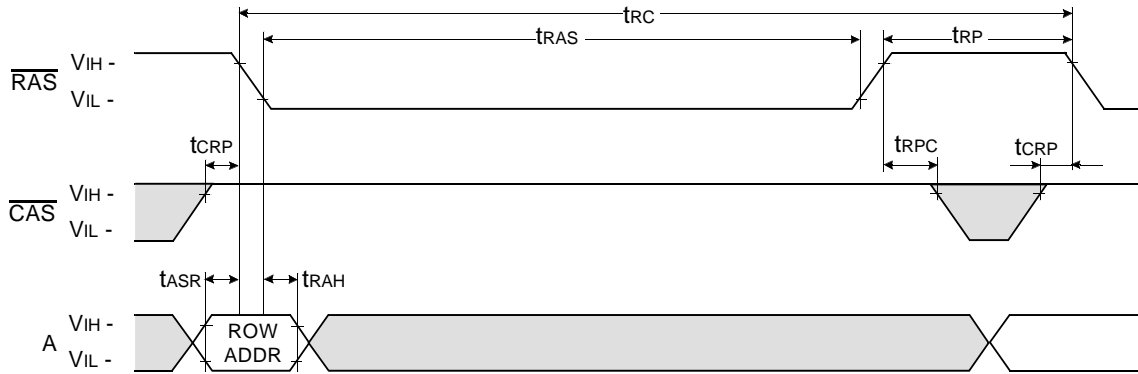 tRC
tRAS
tRP
RAS
VIH -
VIL -
tCRP
tRPC
tCRP
CAS
VIH -
VIL -
tASR
tRAH
A
VIH -
VIL -
ROW
ADDR